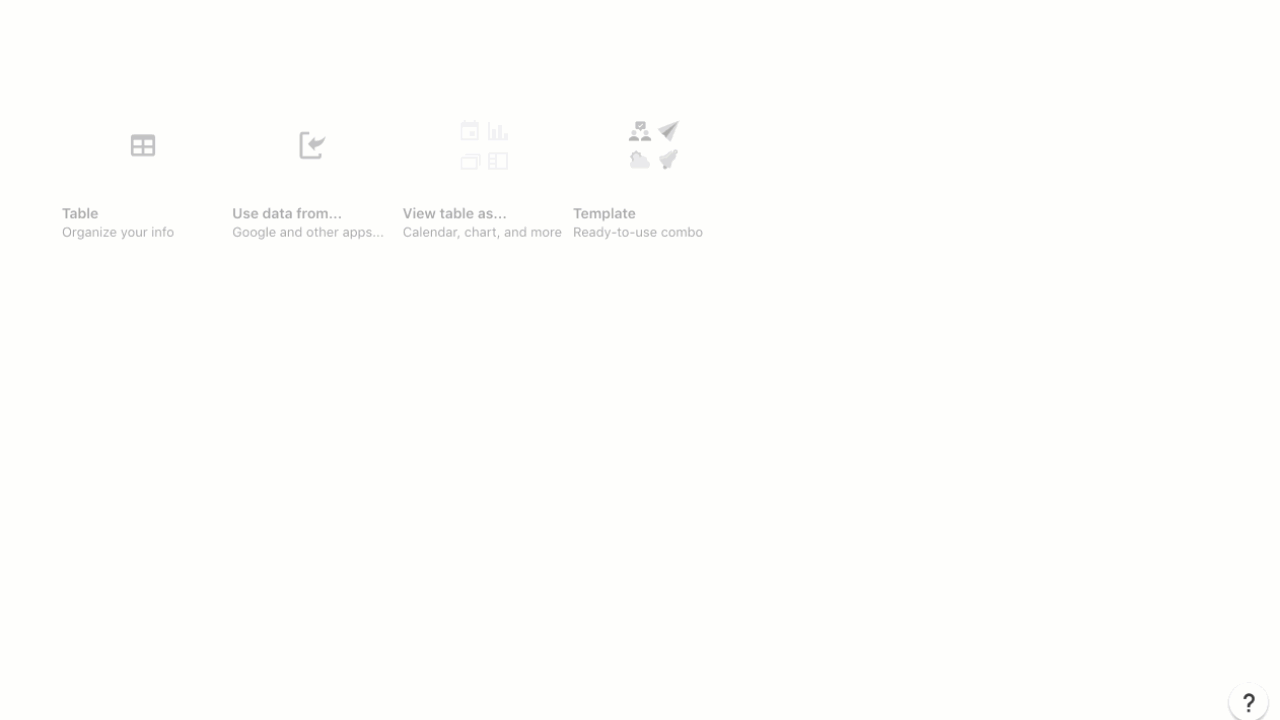 Table
Organize your info
Use data from...
Google and other apps...
View table as...
Calendar, chart, and more
Template
Ready-to-use combo
?